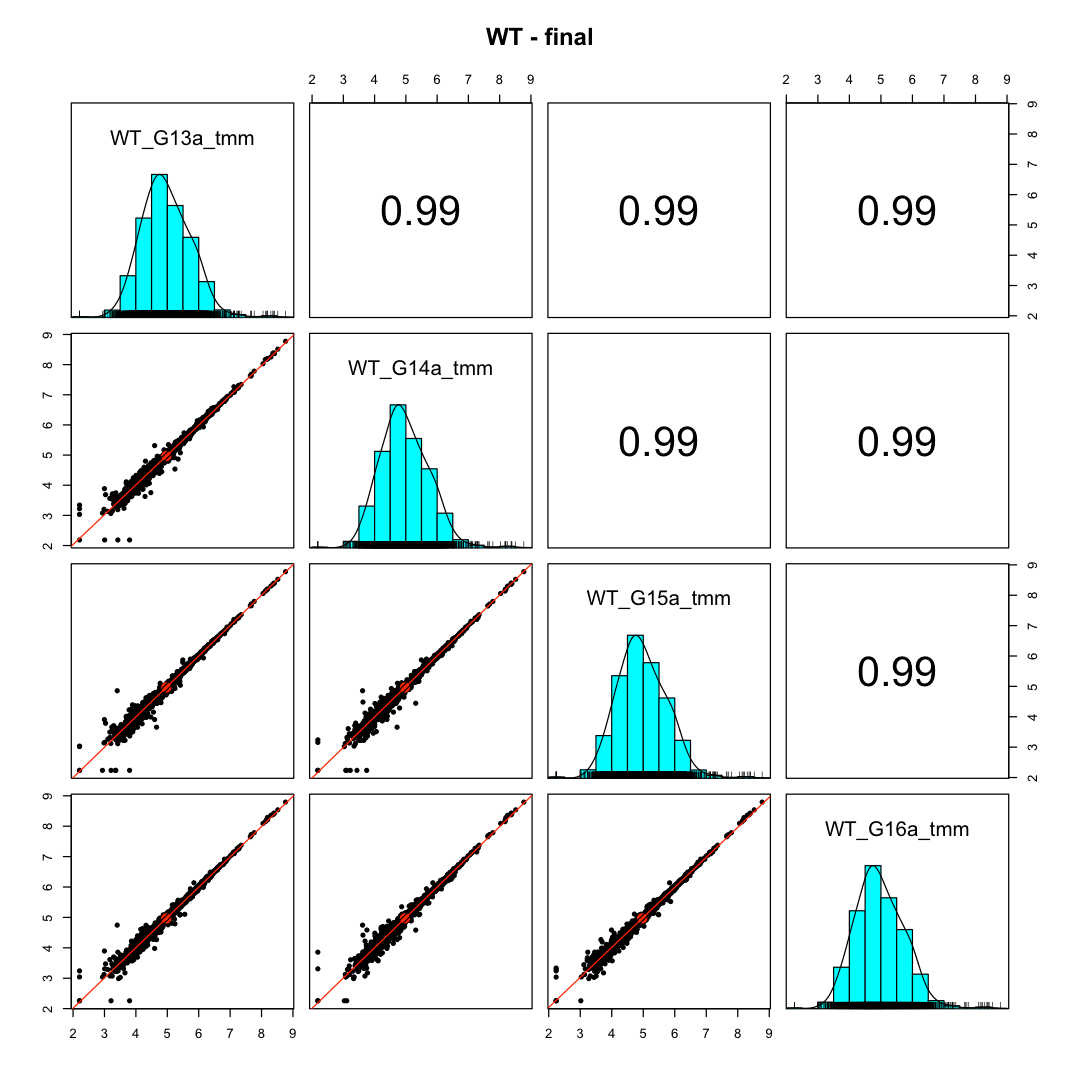 WT - final
2 3 4 5 6 7 8 9 2 3 4 5 6 7 8 9
WT_G13a_tmm 0.99 0.99 0.99 2 3 4 5 6 7 8 9
2 3 4 5 6 7 8 9 WT_G14a_tmm 0.99 0.99
WT_G15a_tmm 0.99 2 3 4 5 6 7 8 9
2 3 4 5 6 7 8 9 WT_G16a_tmm
2 3 4 5 6 7 8 9 2 3 4 5 6 7 8 9